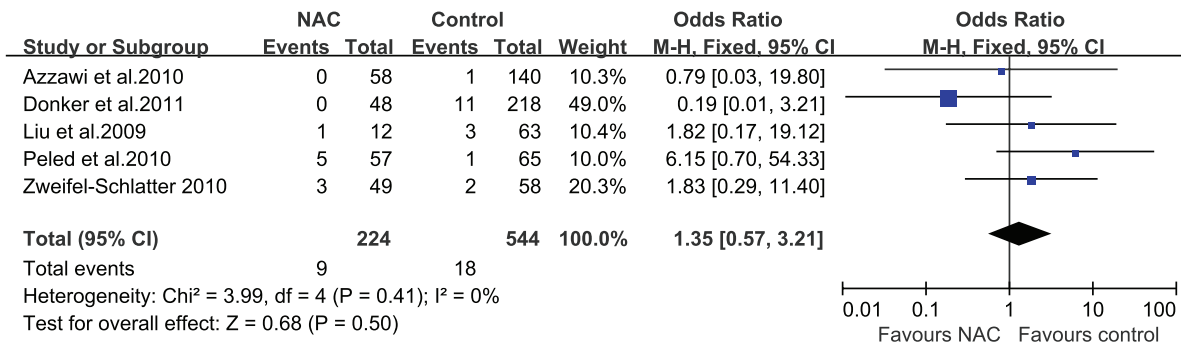 NAC Control Odds Ratio Odds Ratio
Study or Subgroup Events Total Events Total Weight M-H, Fixed, 95% CI M-H, Fixed, 95% CI
Azzawi et al.2010 0 58 1 140 10.3% 0.79 [0.03, 19.80]
Donker et al.2011 0 48 11 218 49.0% 0.19 [0.01, 3.21]
Liu et al.2009 1 12 3 63 10.4% 1.82 [0.17, 19.12]
Peled et al.2010 5 57 1 65 10.0% 6.15 [0.70, 54.33]
Zweifel-Schlatter 2010 3 49 2 58 20.3% 1.83 [0.29, 11.40]
Total (95% CI) 224 544 100.0% 1.35 [0.57, 3.21]
Total events 9 18
Heterogeneity: Chi² = 3.99, df = 4 (P = 0.41); I² = 0%
Test for overall effect: Z = 0.68 (P = 0.50)
0.01 0.1 1 10 100
Favours NAC Favours control